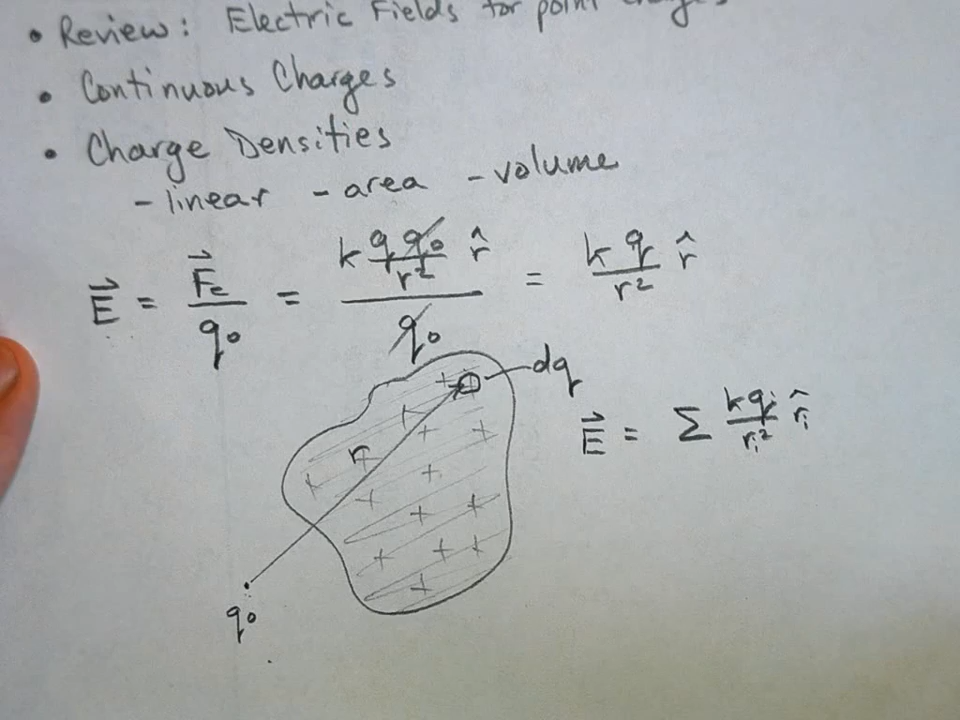 • Review: Electric Fields for point charges
• Continuous Charges
• Charge Densities
- linear - area - volume
E⃗ = F⃗c / q₀ = (k q q₀ / r² r̂) / q₀ = k q / r² r̂
dq
E⃗ = Σ k qᵢ / rᵢ² r̂ᵢ
r
q₀